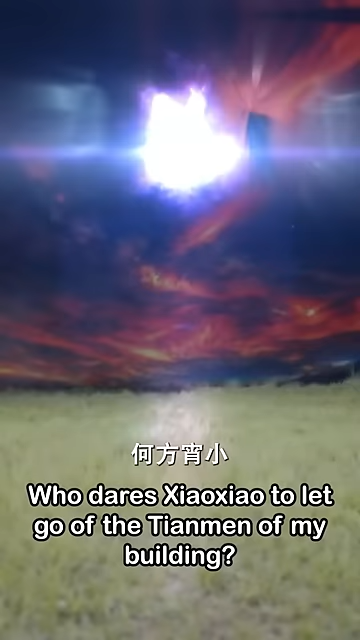 何方宵小
Who dares Xiaoxiao to let
go of the Tianmen of my
building?